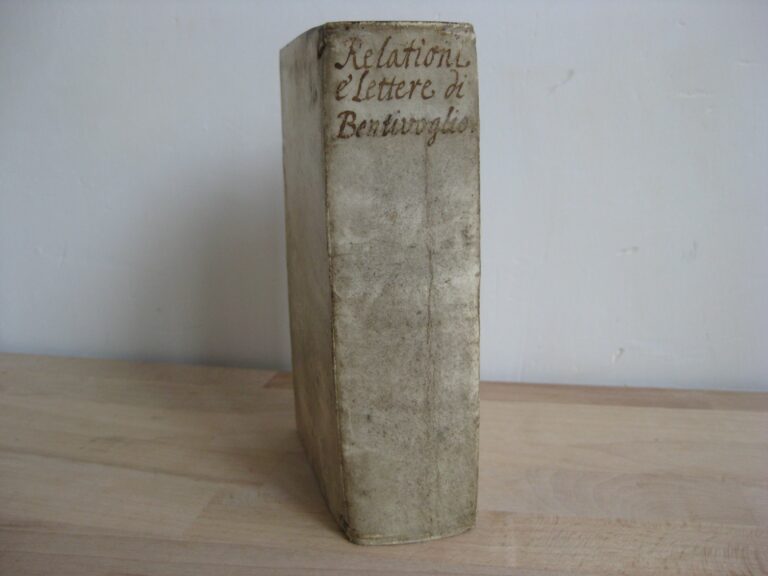 Relationi
è Lettere di
Bentivoglio.